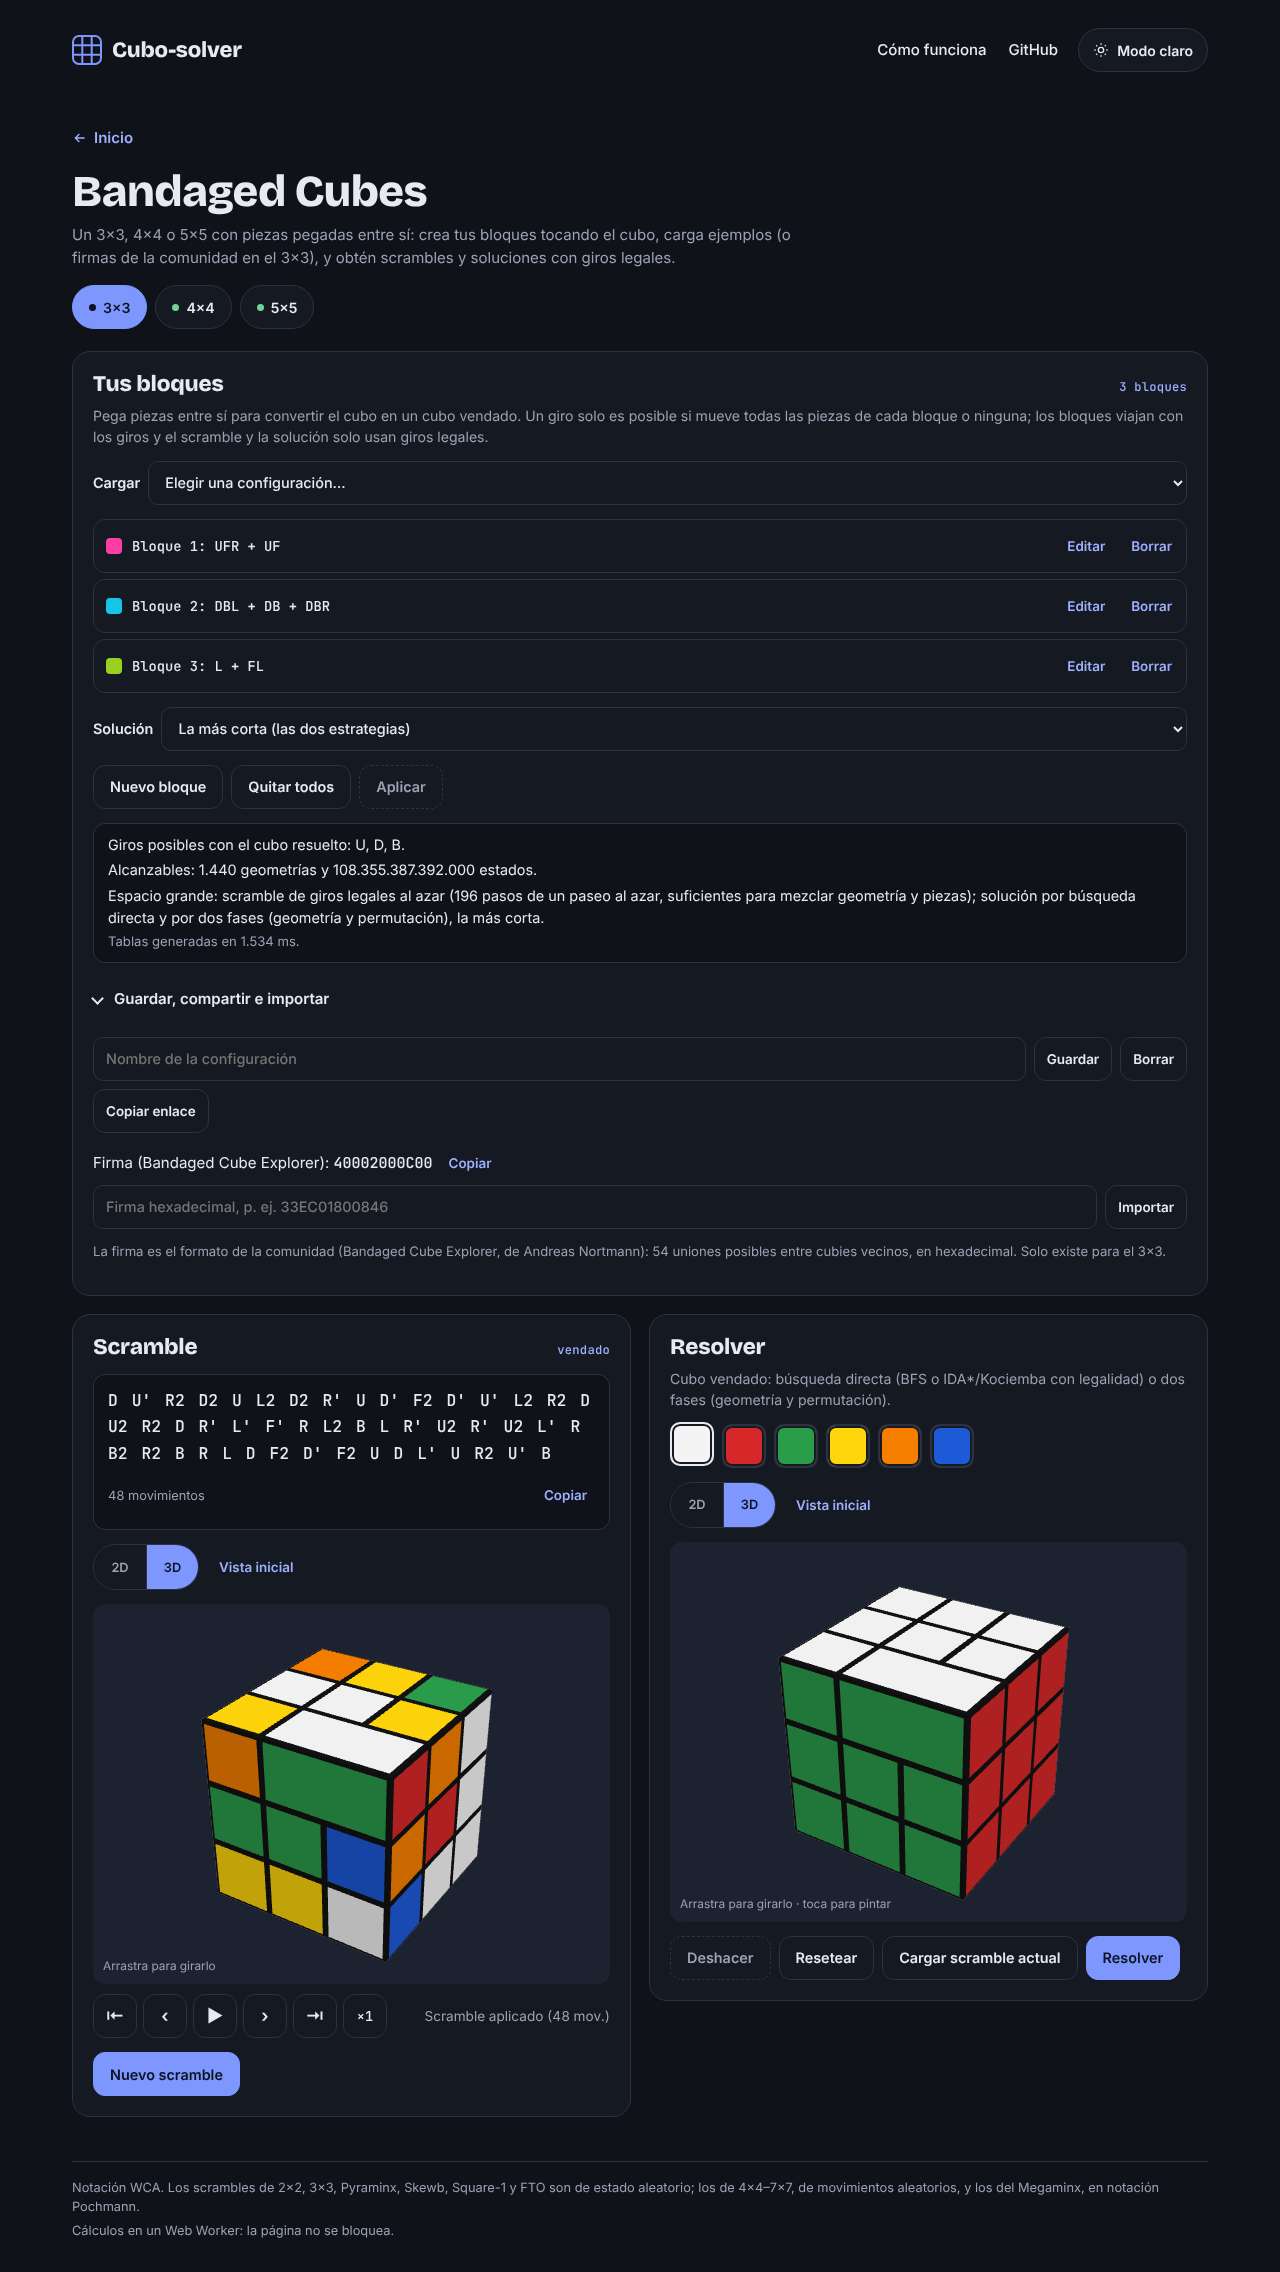 Cubo-solver
Cómo funciona
GitHub
Modo claro
← Inicio
Bandaged Cubes
Un 3×3, 4×4 o 5×5 con piezas pegadas entre sí: crea tus bloques tocando el cubo, carga ejemplos (o
firmas de la comunidad en el 3×3), y obtén scrambles y soluciones con giros legales.
3×3
4×4
5×5
Tus bloques
3 bloques
Pega piezas entre sí para convertir el cubo en un cubo vendado. Un giro solo es posible si mueve todas las piezas de cada bloque o ninguna; los bloques viajan con
los giros y el scramble y la solución solo usan giros legales.
Cargar
Elegir una configuración…
Bloque 1: UFR + UF
Editar
Borrar
Bloque 2: DBL + DB + DBR
Editar
Borrar
Bloque 3: L + FL
Editar
Borrar
Solución
La más corta (las dos estrategias)
Nuevo bloque
Quitar todos
Aplicar
Giros posibles con el cubo resuelto: U, D, B.
Alcanzables: 1.440 geometrías y 108.355.387.392.000 estados.
Espacio grande: scramble de giros legales al azar (196 pasos de un paseo al azar, suficientes para mezclar geometría y piezas); solución por búsqueda
directa y por dos fases (geometría y permutación), la más corta.
Tablas generadas en 1.534 ms.
Guardar, compartir e importar
Nombre de la configuración
Guardar
Borrar
Copiar enlace
Firma (Bandaged Cube Explorer): 40002000C00
Copiar
Firma hexadecimal, p. ej. 33EC01800846
Importar
La firma es el formato de la comunidad (Bandaged Cube Explorer, de Andreas Nortmann): 54 uniones posibles entre cubies vecinos, en hexadecimal. Solo existe para el 3×3.
Scramble
vendado
D U' R2 D2 U L2 D2 R' U D' F2 D' U' L2 R2 D
U2 R2 D R' L' F' R L2 B L R' U2 R' U2 L' R
B2 R2 B R L D F2 D' F2 U D L' U R2 U' B
48 movimientos
Copiar
2D
3D
Vista inicial
Arrastra para girarlo
×1
Scramble aplicado (48 mov.)
Nuevo scramble
Resolver
Cubo vendado: búsqueda directa (BFS o IDA*/Kociemba con legalidad) o dos
fases (geometría y permutación).
2D
3D
Vista inicial
Arrastra para girarlo · toca para pintar
Deshacer
Resetear
Cargar scramble actual
Resolver
Notación WCA. Los scrambles de 2×2, 3×3, Pyraminx, Skewb, Square-1 y FTO son de estado aleatorio; los de 4×4–7×7, de movimientos aleatorios, y los del Megaminx, en notación
Pochmann.
Cálculos en un Web Worker: la página no se bloquea.